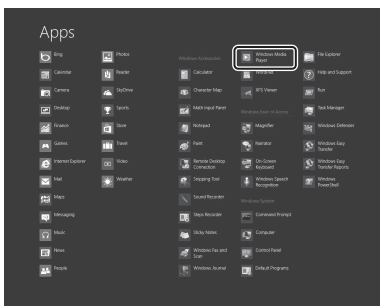 Apps
Bing
Calendar
Camera
Desktop
Finance
Games
Internet Explorer
Mail
Maps
Messaging
Music
News
People
Photos
Reader
SkyDrive
Sports
Store
Travel
Video
Weather
Windows Accessories
Calculator
Character Map
Math Input Panel
Notepad
Paint
Remote Desktop
Connection
Snipping Tool
Sound Recorder
Steps Recorder
Sticky Notes
Windows Fax and
Scan
Windows Journal
Windows Media
Player
WordPad
XPS Viewer
Windows Ease of Access
Magnifier
Narrator
On-Screen
Keyboard
Windows Speech
Recognition
Windows System
Command Prompt
Computer
Control Panel
Default Programs
File Explorer
Help and Support
Run
Task Manager
Windows Defender
Windows Easy
Transfer
Windows Easy
Transfer Reports
Windows
PowerShell